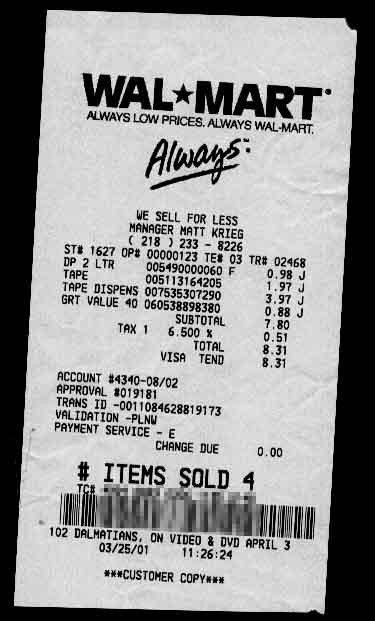 WAL★MART
ALWAYS LOW PRICES. ALWAYS WAL-MART.
Always.
WE SELL FOR LESS
MANAGER MATT KRIEG
( 218 ) 233 - 8226
ST# 1627 OP# 00000123 TE# 03 TR# 02468
DP 2 LTR 005490000060 F 0.98 J
TAPE 005113164205 1.97 J
TAPE DISPENS 007535307290 3.97 J
GRT VALUE 40 060538898380 0.88 J
SUBTOTAL 7.80
TAX 1 6.500 % 0.51
TOTAL 8.31
VISA TEND 8.31
ACCOUNT #4340-08/02
APPROVAL #019181
TRANS ID -0011084628819173
VALIDATION -PLNW
PAYMENT SERVICE - E
CHANGE DUE 0.00
# ITEMS SOLD 4
TC#
102 DALMATIANS, ON VIDEO & DVD APRIL 3
03/25/01 11:26:24
***CUSTOMER COPY***